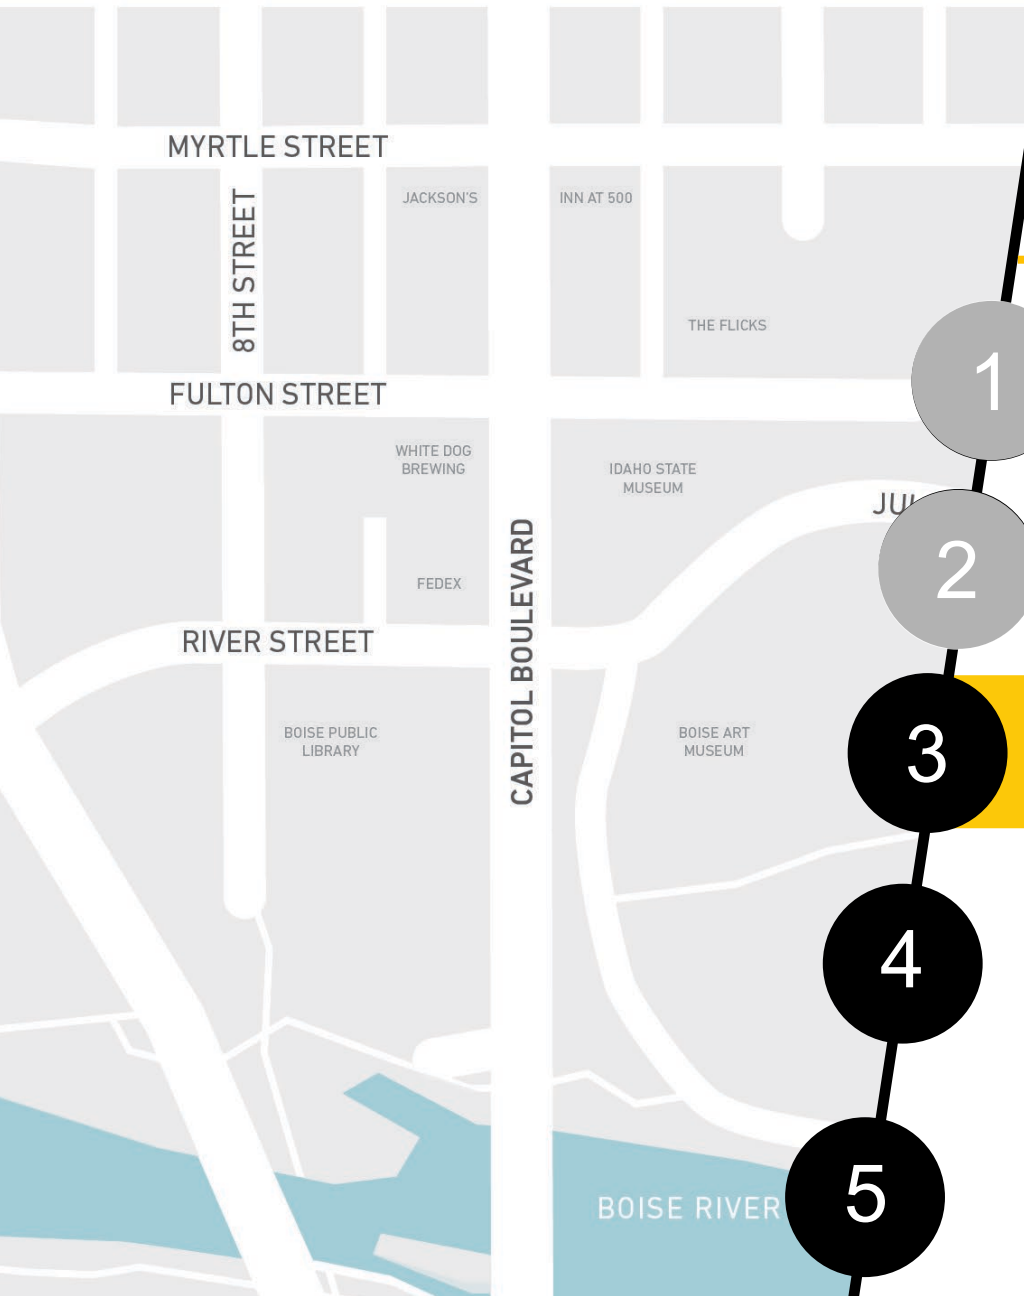 MYRTLE STREET
8TH STREET
JACKSON'S
INN AT 500
THE FLICKS
FULTON STREET
1
WHITE DOG
BREWING
IDAHO STATE
MUSEUM
CAPITOL BOULEVARD
2
FEDEX
RIVER STREET
BOISE PUBLIC
LIBRARY
BOISE ART
MUSEUM
3
4
5
BOISE RIVER